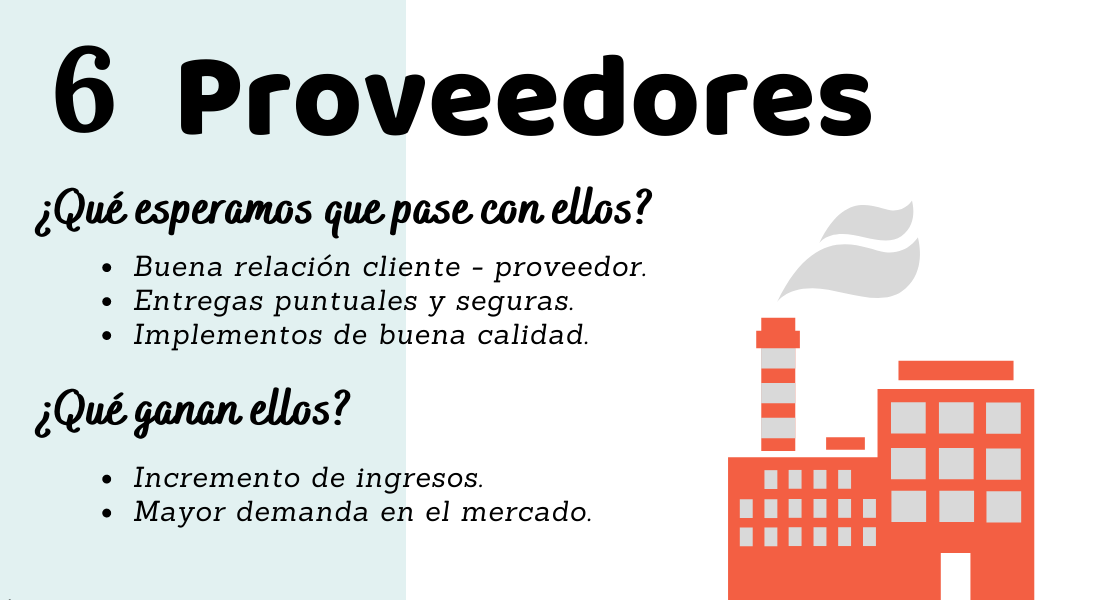 6 Proveedores
¿Qué esperamos que pase con ellos?
• Buena relación cliente - proveedor.
• Entregas puntuales y seguras.
• Implementos de buena calidad.
¿Qué ganan ellos?
• Incremento de ingresos.
• Mayor demanda en el mercado.